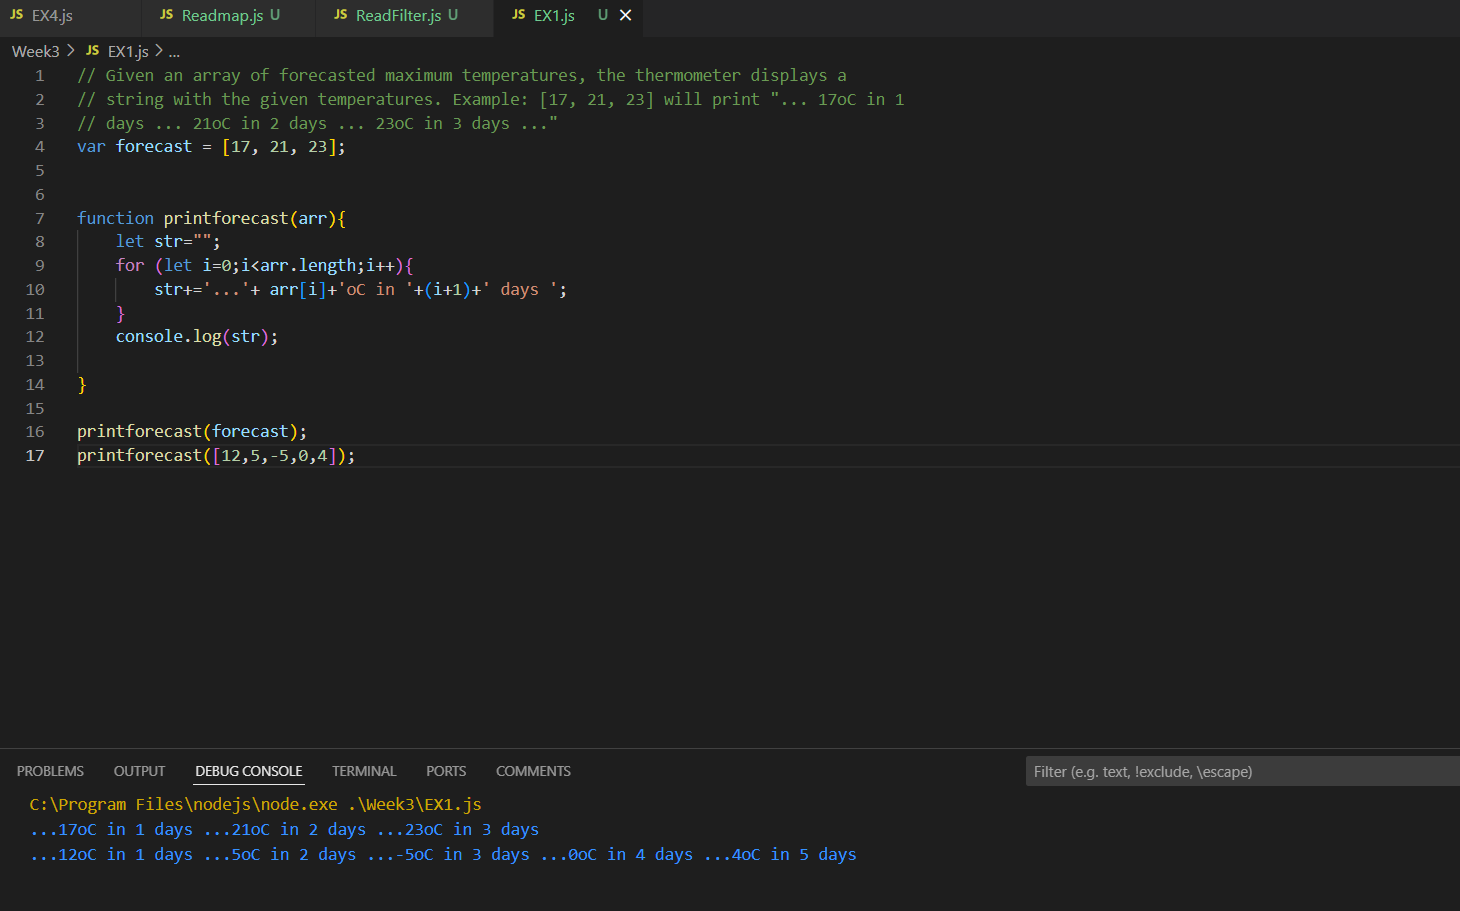 JS EX4.js JS Readmap.js U JS ReadFilter.js U JS EX1.js U ×
Week3 > JS EX1.js > ...
1 // Given an array of forecasted maximum temperatures, the thermometer displays a
2 // string with the given temperatures. Example: [17, 21, 23] will print "... 17oC in 1
3 // days ... 21oC in 2 days ... 23oC in 3 days ..."
4 var forecast = [17, 21, 23];
5
6
7 function printforecast(arr){
8     let str="";
9     for (let i=0;i<arr.length;i++){
10         str+='...'+ arr[i]+'oC in '+(i+1)+' days ';
11     }
12     console.log(str);
13
14 }
15
16 printforecast(forecast);
17 printforecast([12,5,-5,0,4]);
PROBLEMS OUTPUT DEBUG CONSOLE TERMINAL PORTS COMMENTS Filter (e.g. text, !exclude, \escape)
C:\Program Files\nodejs\node.exe .\Week3\EX1.js
...17oC in 1 days ...21oC in 2 days ...23oC in 3 days
...12oC in 1 days ...5oC in 2 days ...-5oC in 3 days ...0oC in 4 days ...4oC in 5 days